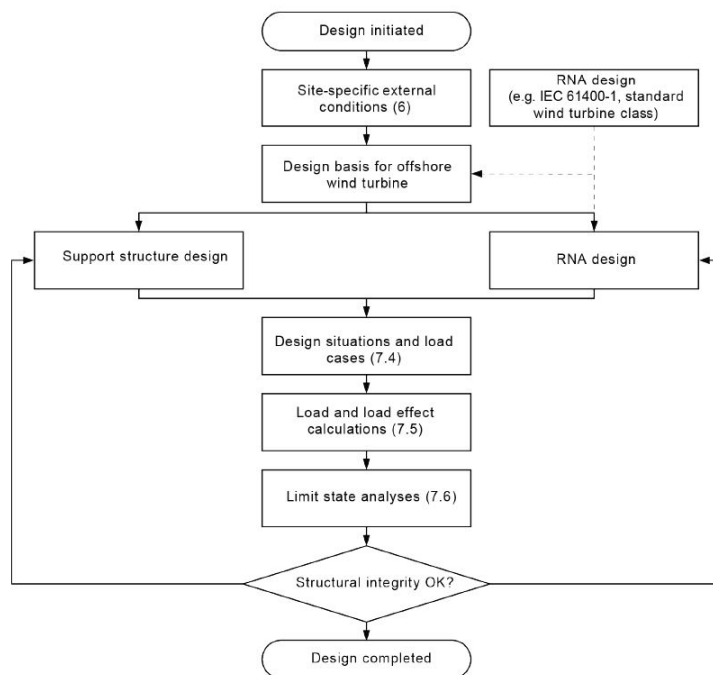 Design initiated
Site-specific external
conditions (6)
RNA design
(e.g. IEC 61400-1, standard
wind turbine class)
Design basis for offshore
wind turbine
Support structure design
RNA design
Design situations and load
cases (7.4)
Load and load effect
calculations (7.5)
Limit state analyses (7.6)
Structural integrity OK?
Design completed